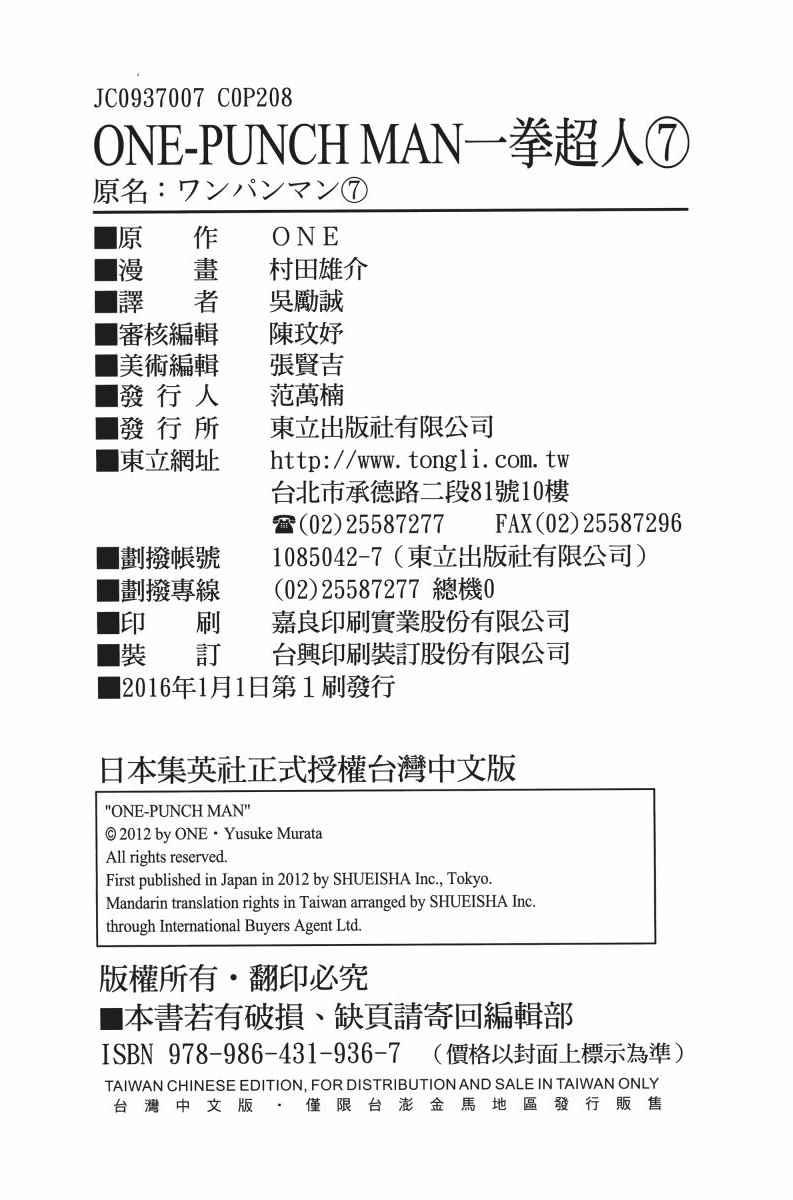 JC0937007 C0P208
ONE-PUNCH MAN一拳超人⑦
原名：ワンパンマン⑦
■原 作 ONE
■漫 畫 村田雄介
■譯 者 吳勵誠
■審核編輯 陳玟妤
■美術編輯 張賢吉
■發 行 人 范萬楠
■發 行 所 東立出版社有限公司
■東立網址 http://www.tongli.com.tw
台北市承德路二段81號10樓
☎(02)25587277 FAX(02)25587296
■劃撥帳號 1085042-7（東立出版社有限公司）
■劃撥專線 (02)25587277 總機0
■印 刷 嘉良印刷實業股份有限公司
■裝 訂 台興印刷裝訂股份有限公司
■2016年1月1日第1刷發行
日本集英社正式授權台灣中文版
"ONE-PUNCH MAN"
© 2012 by ONE・Yusuke Murata
All rights reserved.
First published in Japan in 2012 by SHUEISHA Inc., Tokyo.
Mandarin translation rights in Taiwan arranged by SHUEISHA Inc.
through International Buyers Agent Ltd.
版權所有・翻印必究
■本書若有破損、缺頁請寄回編輯部
ISBN 978-986-431-936-7 （價格以封面上標示為準）
TAIWAN CHINESE EDITION, FOR DISTRIBUTION AND SALE IN TAIWAN ONLY
台灣中文版・僅限台澎金馬地區發行販售